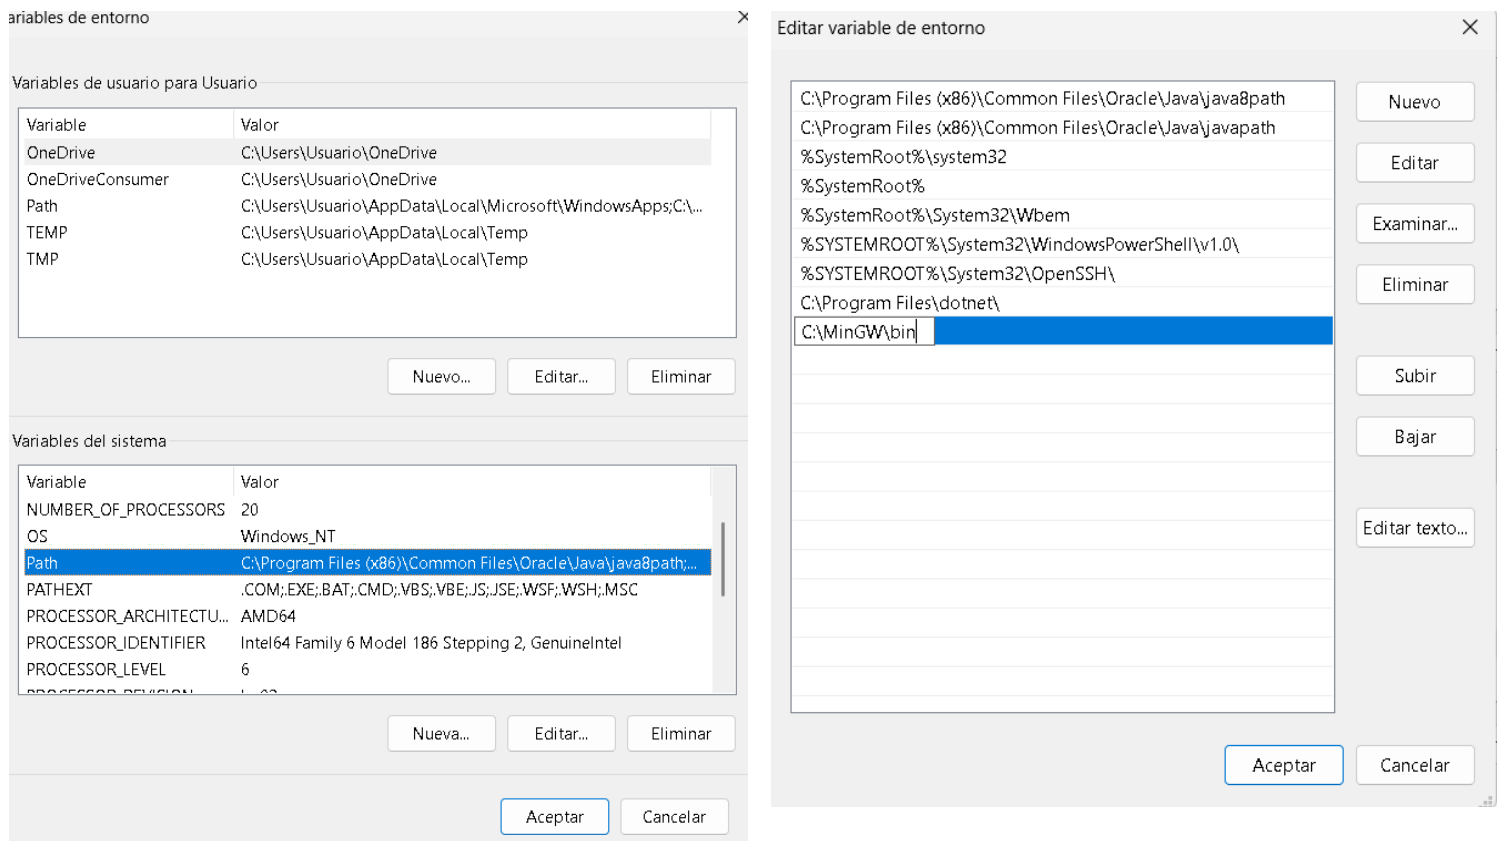 ariables de entorno
Variables de usuario para Usuario
Variable Valor
OneDrive C:\Users\Usuario\OneDrive
OneDriveConsumer C:\Users\Usuario\OneDrive
Path C:\Users\Usuario\AppData\Local\Microsoft\WindowsApps;C:\...
TEMP C:\Users\Usuario\AppData\Local\Temp
TMP C:\Users\Usuario\AppData\Local\Temp
Nuevo... Editar... Eliminar
Variables del sistema
Variable Valor
NUMBER_OF_PROCESSORS 20
OS Windows_NT
Path C:\Program Files (x86)\Common Files\Oracle\Java\java8path;...
PATHEXT .COM;.EXE;.BAT;.CMD;.VBS;.VBE;.JS;.JSE;.WSF;.WSH;.MSC
PROCESSOR_ARCHITECTU... AMD64
PROCESSOR_IDENTIFIER Intel64 Family 6 Model 186 Stepping 2, GenuineIntel
PROCESSOR_LEVEL 6
Nueva... Editar... Eliminar
Aceptar Cancelar
Editar variable de entorno
C:\Program Files (x86)\Common Files\Oracle\Java\java8path
C:\Program Files (x86)\Common Files\Oracle\Java\javapath
%SystemRoot%\system32
%SystemRoot%
%SystemRoot%\System32\Wbem
%SYSTEMROOT%\System32\WindowsPowerShell\v1.0\
%SYSTEMROOT%\System32\OpenSSH\
C:\Program Files\dotnet\
C:\MinGW\bin
Nuevo
Editar
Examinar...
Eliminar
Subir
Bajar
Editar texto...
Aceptar Cancelar